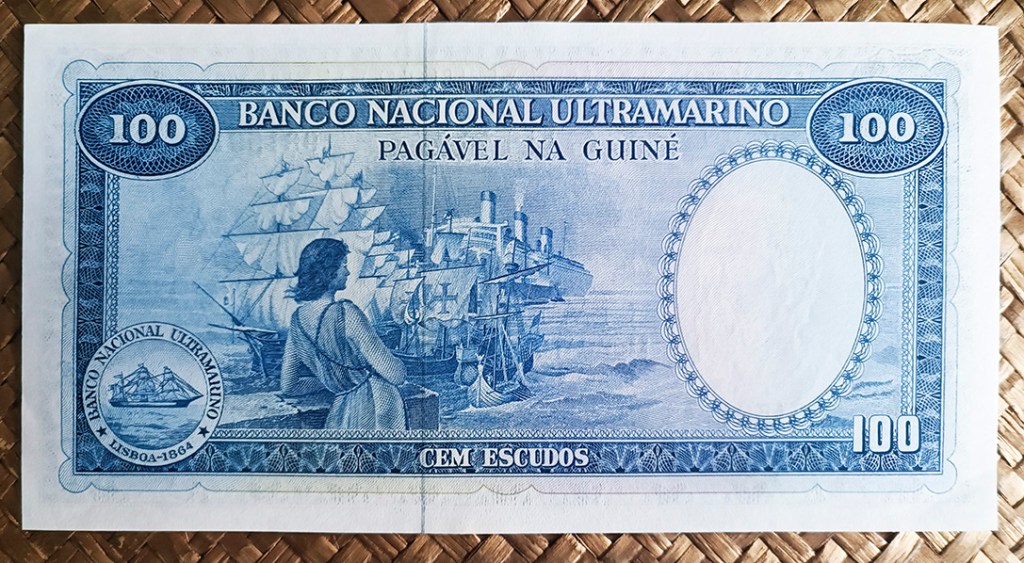 100
BANCO NACIONAL ULTRAMARINO
100
PAGÁVEL NA GUINÉ
BANCO NACIONAL ULTRAMARINO
LISBOA-1864
CEM ESCUDOS
100